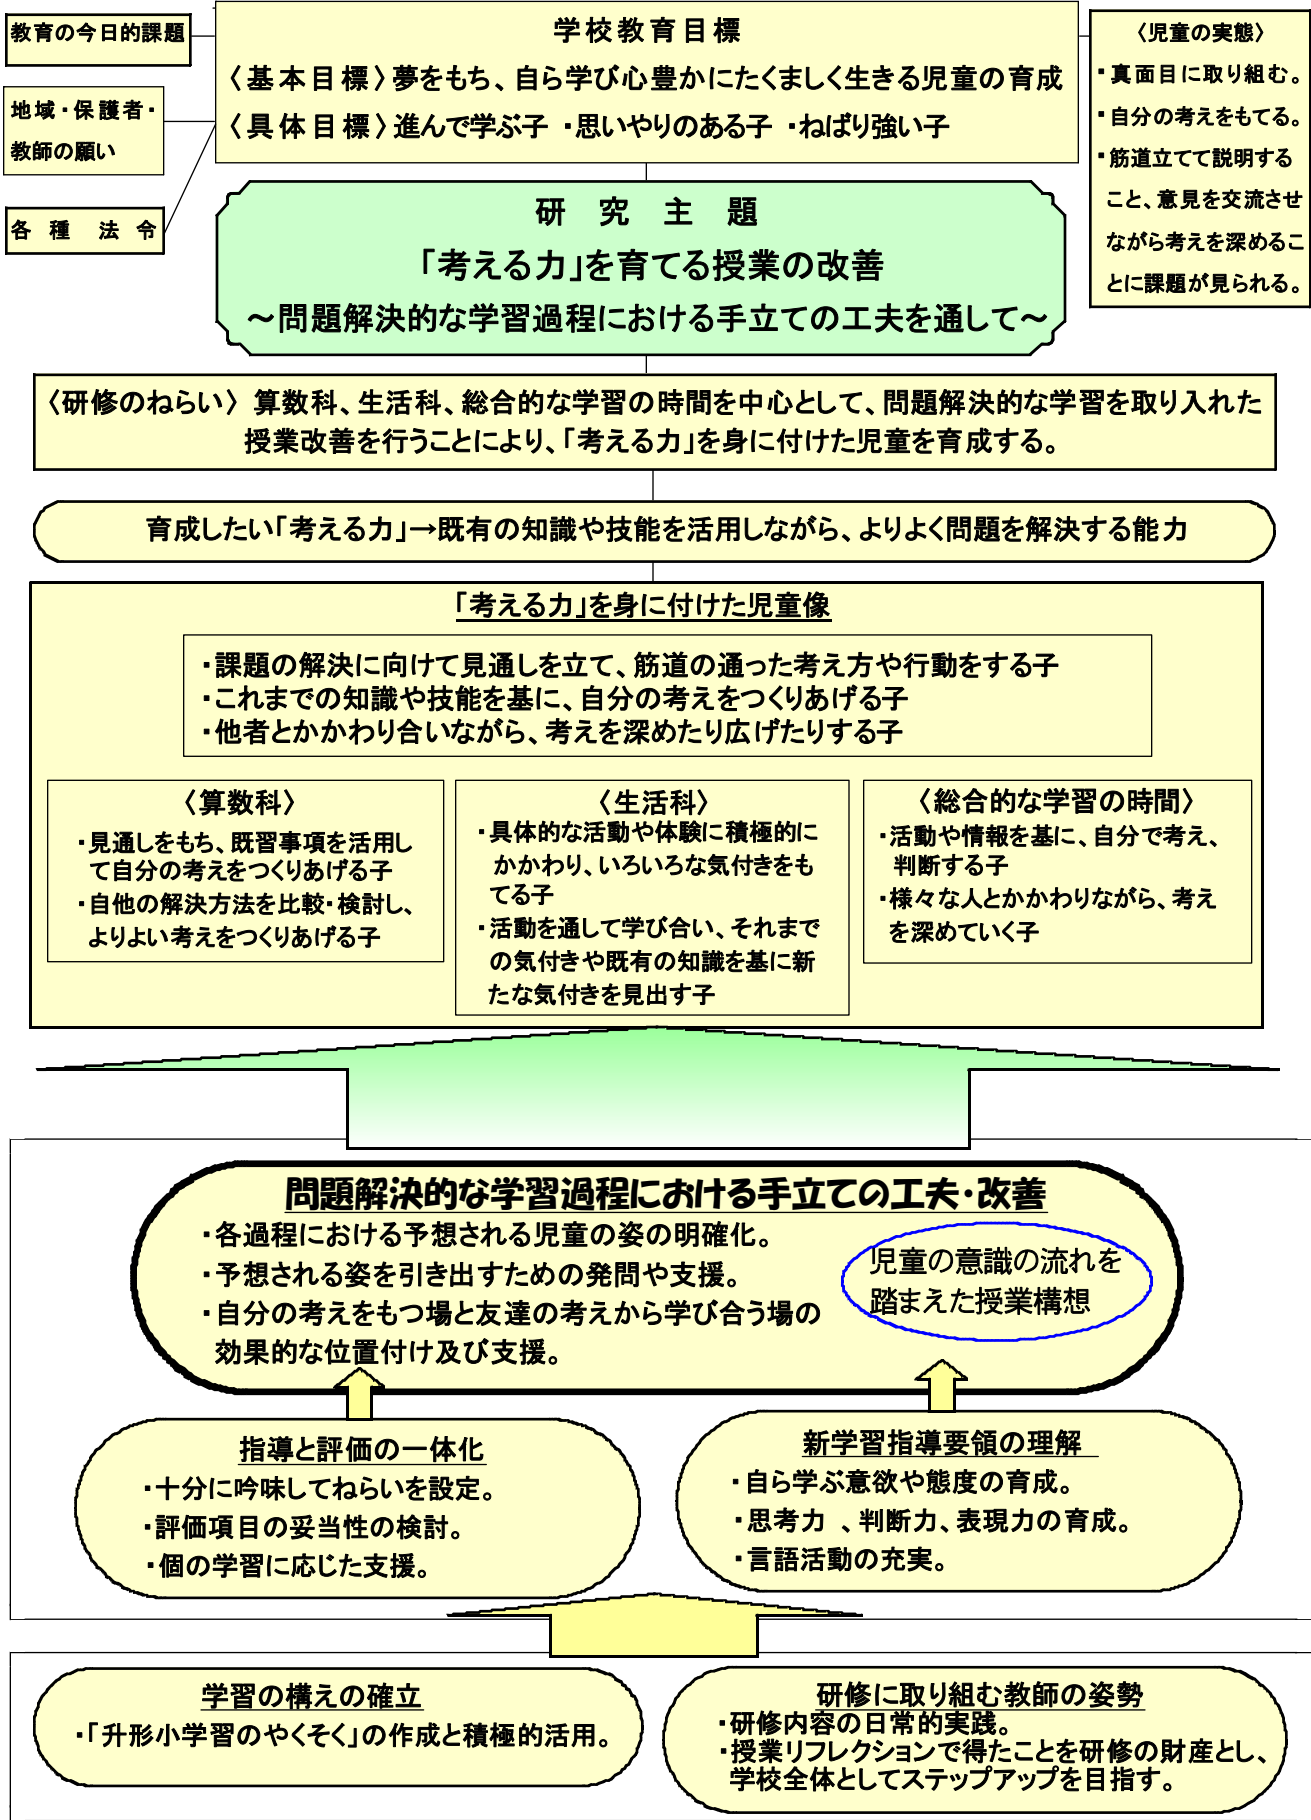 教育の今日的課題
地域・保護者・
教師の願い
各種法令
学校教育目標
〈基本目標〉夢をもち、自ら学び心豊かにたくましく生きる児童の育成
〈具体目標〉進んで学ぶ子 ・思いやりのある子 ・ねばり強い子
〈児童の実態〉
・真面目に取り組む。
・自分の考えをもてる。
・筋道立てて説明する
こと、意見を交流させ
ながら考えを深めるこ
とに課題が見られる。
研究主題
「考える力」を育てる授業の改善
～問題解決的な学習過程における手立ての工夫を通して～
〈研修のねらい〉 算数科、生活科、総合的な学習の時間を中心として、問題解決的な学習を取り入れた
授業改善を行うことにより、「考える力」を身に付けた児童を育成する。
育成したい「考える力」→既有の知識や技能を活用しながら、よりよく問題を解決する能力
「考える力」を身に付けた児童像
・課題の解決に向けて見通しを立て、筋道の通った考え方や行動をする子
・これまでの知識や技能を基に、自分の考えをつくりあげる子
・他者とかかわり合いながら、考えを深めたり広げたりする子
〈算数科〉
・見通しをもち、既習事項を活用し
て自分の考えをつくりあげる子
・自他の解決方法を比較・検討し、
よりよい考えをつくりあげる子
〈生活科〉
・具体的な活動や体験に積極的に
かかわり、いろいろな気付きをも
てる子
・活動を通して学び合い、それまで
の気付きや既有の知識を基に新
たな気付きを見出す子
〈総合的な学習の時間〉
・活動や情報を基に、自分で考え、
判断する子
・様々な人とかかわりながら、考え
を深めていく子
問題解決的な学習過程における手立ての工夫・改善
・各過程における予想される児童の姿の明確化。
・予想される姿を引き出すための発問や支援。
・自分の考えをもつ場と友達の考えから学び合う場の
効果的な位置付け及び支援。
児童の意識の流れを
踏まえた授業構想
指導と評価の一体化
・十分に吟味してねらいを設定。
・評価項目の妥当性の検討。
・個の学習に応じた支援。
新学習指導要領の理解
・自ら学ぶ意欲や態度の育成。
・思考力 、判断力、表現力の育成。
・言語活動の充実。
学習の構えの確立
・「升形小学習のやくそく」の作成と積極的活用。
研修に取り組む教師の姿勢
・研修内容の日常的実践。
・授業リフレクションで得たことを研修の財産とし、
学校全体としてステップアップを目指す。